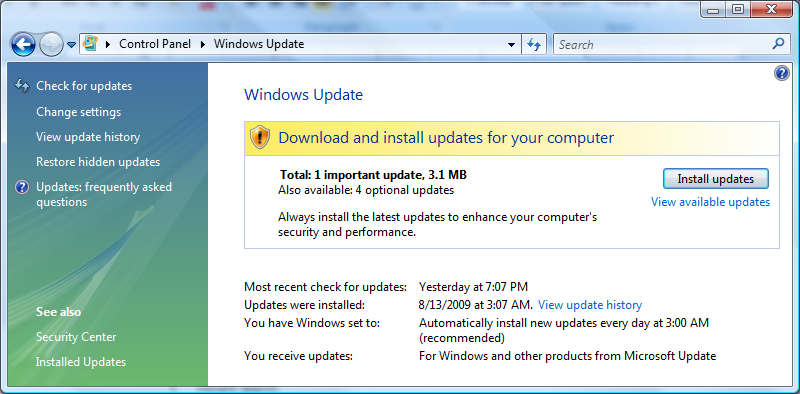 Control Panel Windows Update
Search
Check for updates
Change settings
View update history
Restore hidden updates
Updates: frequently asked
questions
See also
Security Center
Installed Updates
Windows Update
Download and install updates for your computer
Total: 1 important update, 3.1 MB
Also available: 4 optional updates
Install updates
View available updates
Always install the latest updates to enhance your computer's
security and performance.
Most recent check for updates: Yesterday at 7:07 PM
Updates were installed: 8/13/2009 at 3:07 AM. View update history
You have Windows set to: Automatically install new updates every day at 3:00 AM
(recommended)
You receive updates: For Windows and other products from Microsoft Update